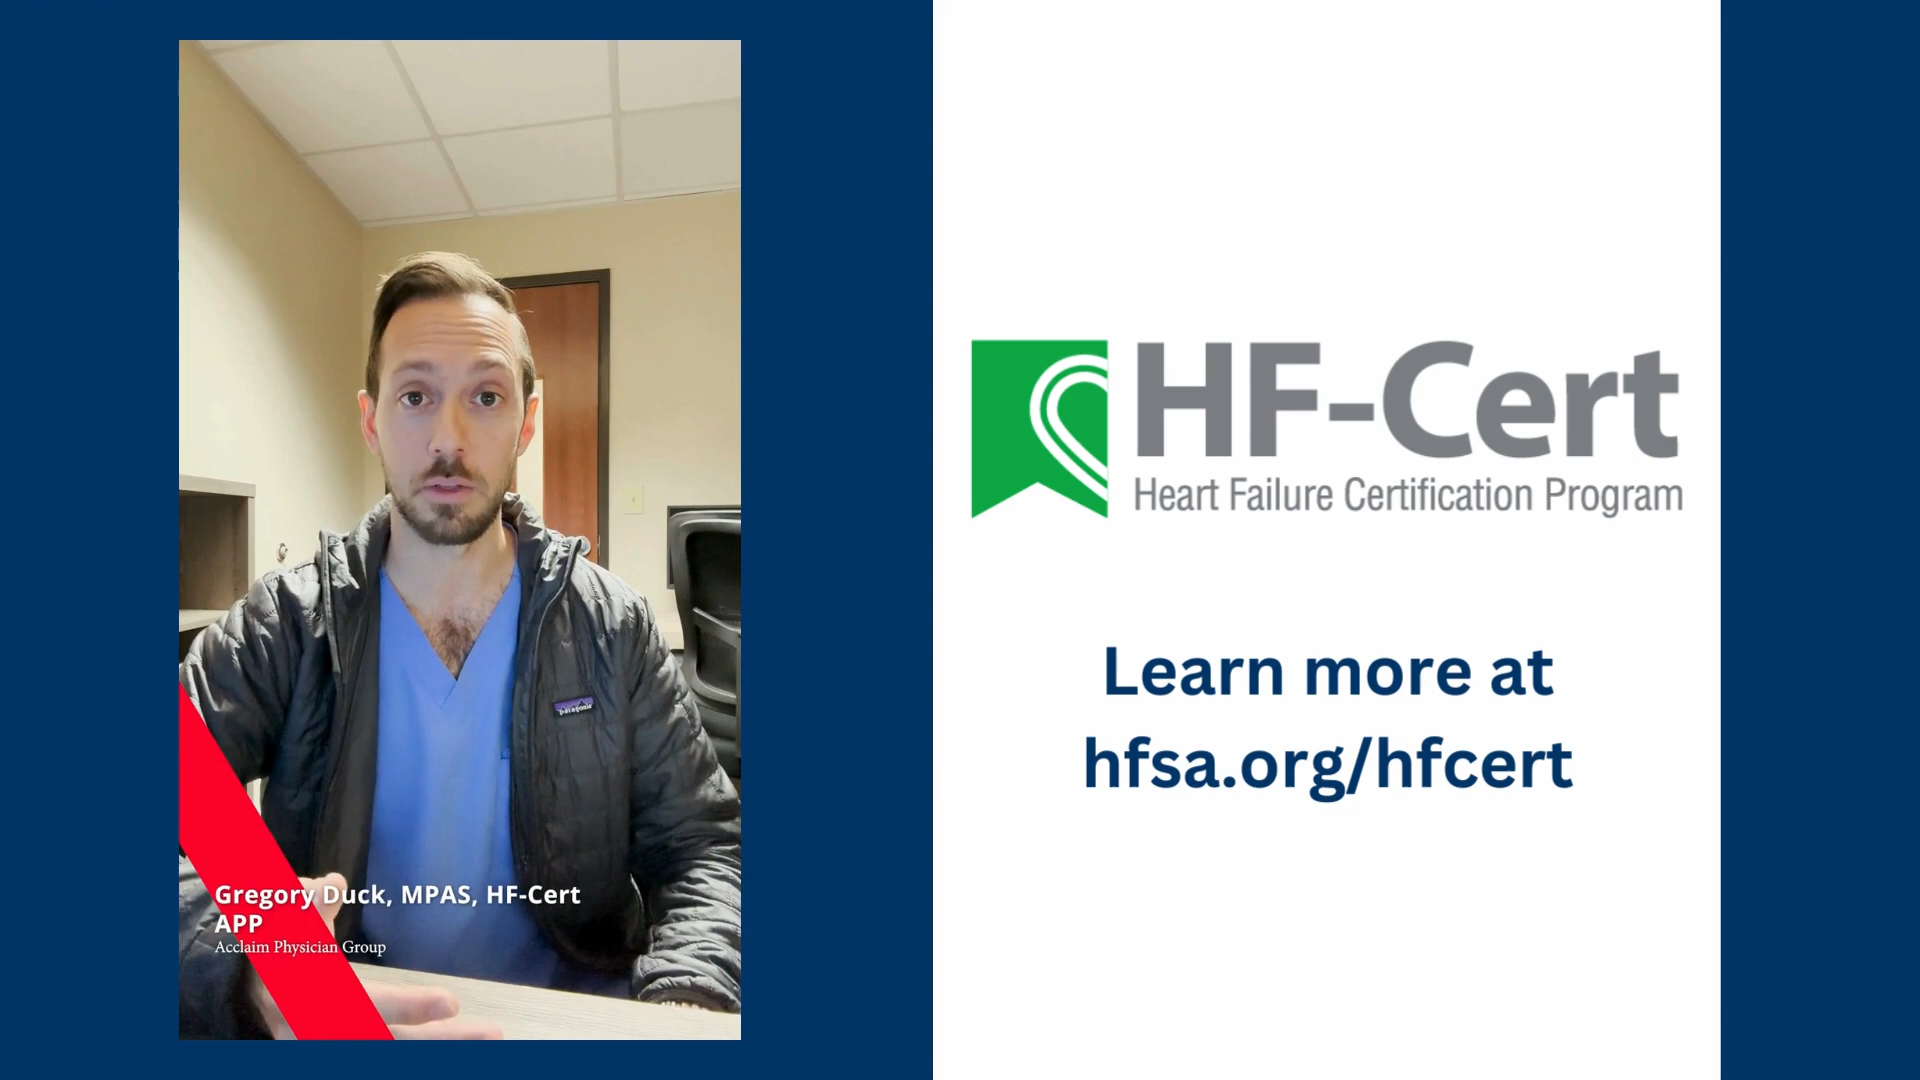 patagonia
Gregory Duck, MPAS, HF-Cert
APP
Acclaim Physician Group
HF-Cert
Heart Failure Certification Program
Learn more at
hfsa.org/hfcert